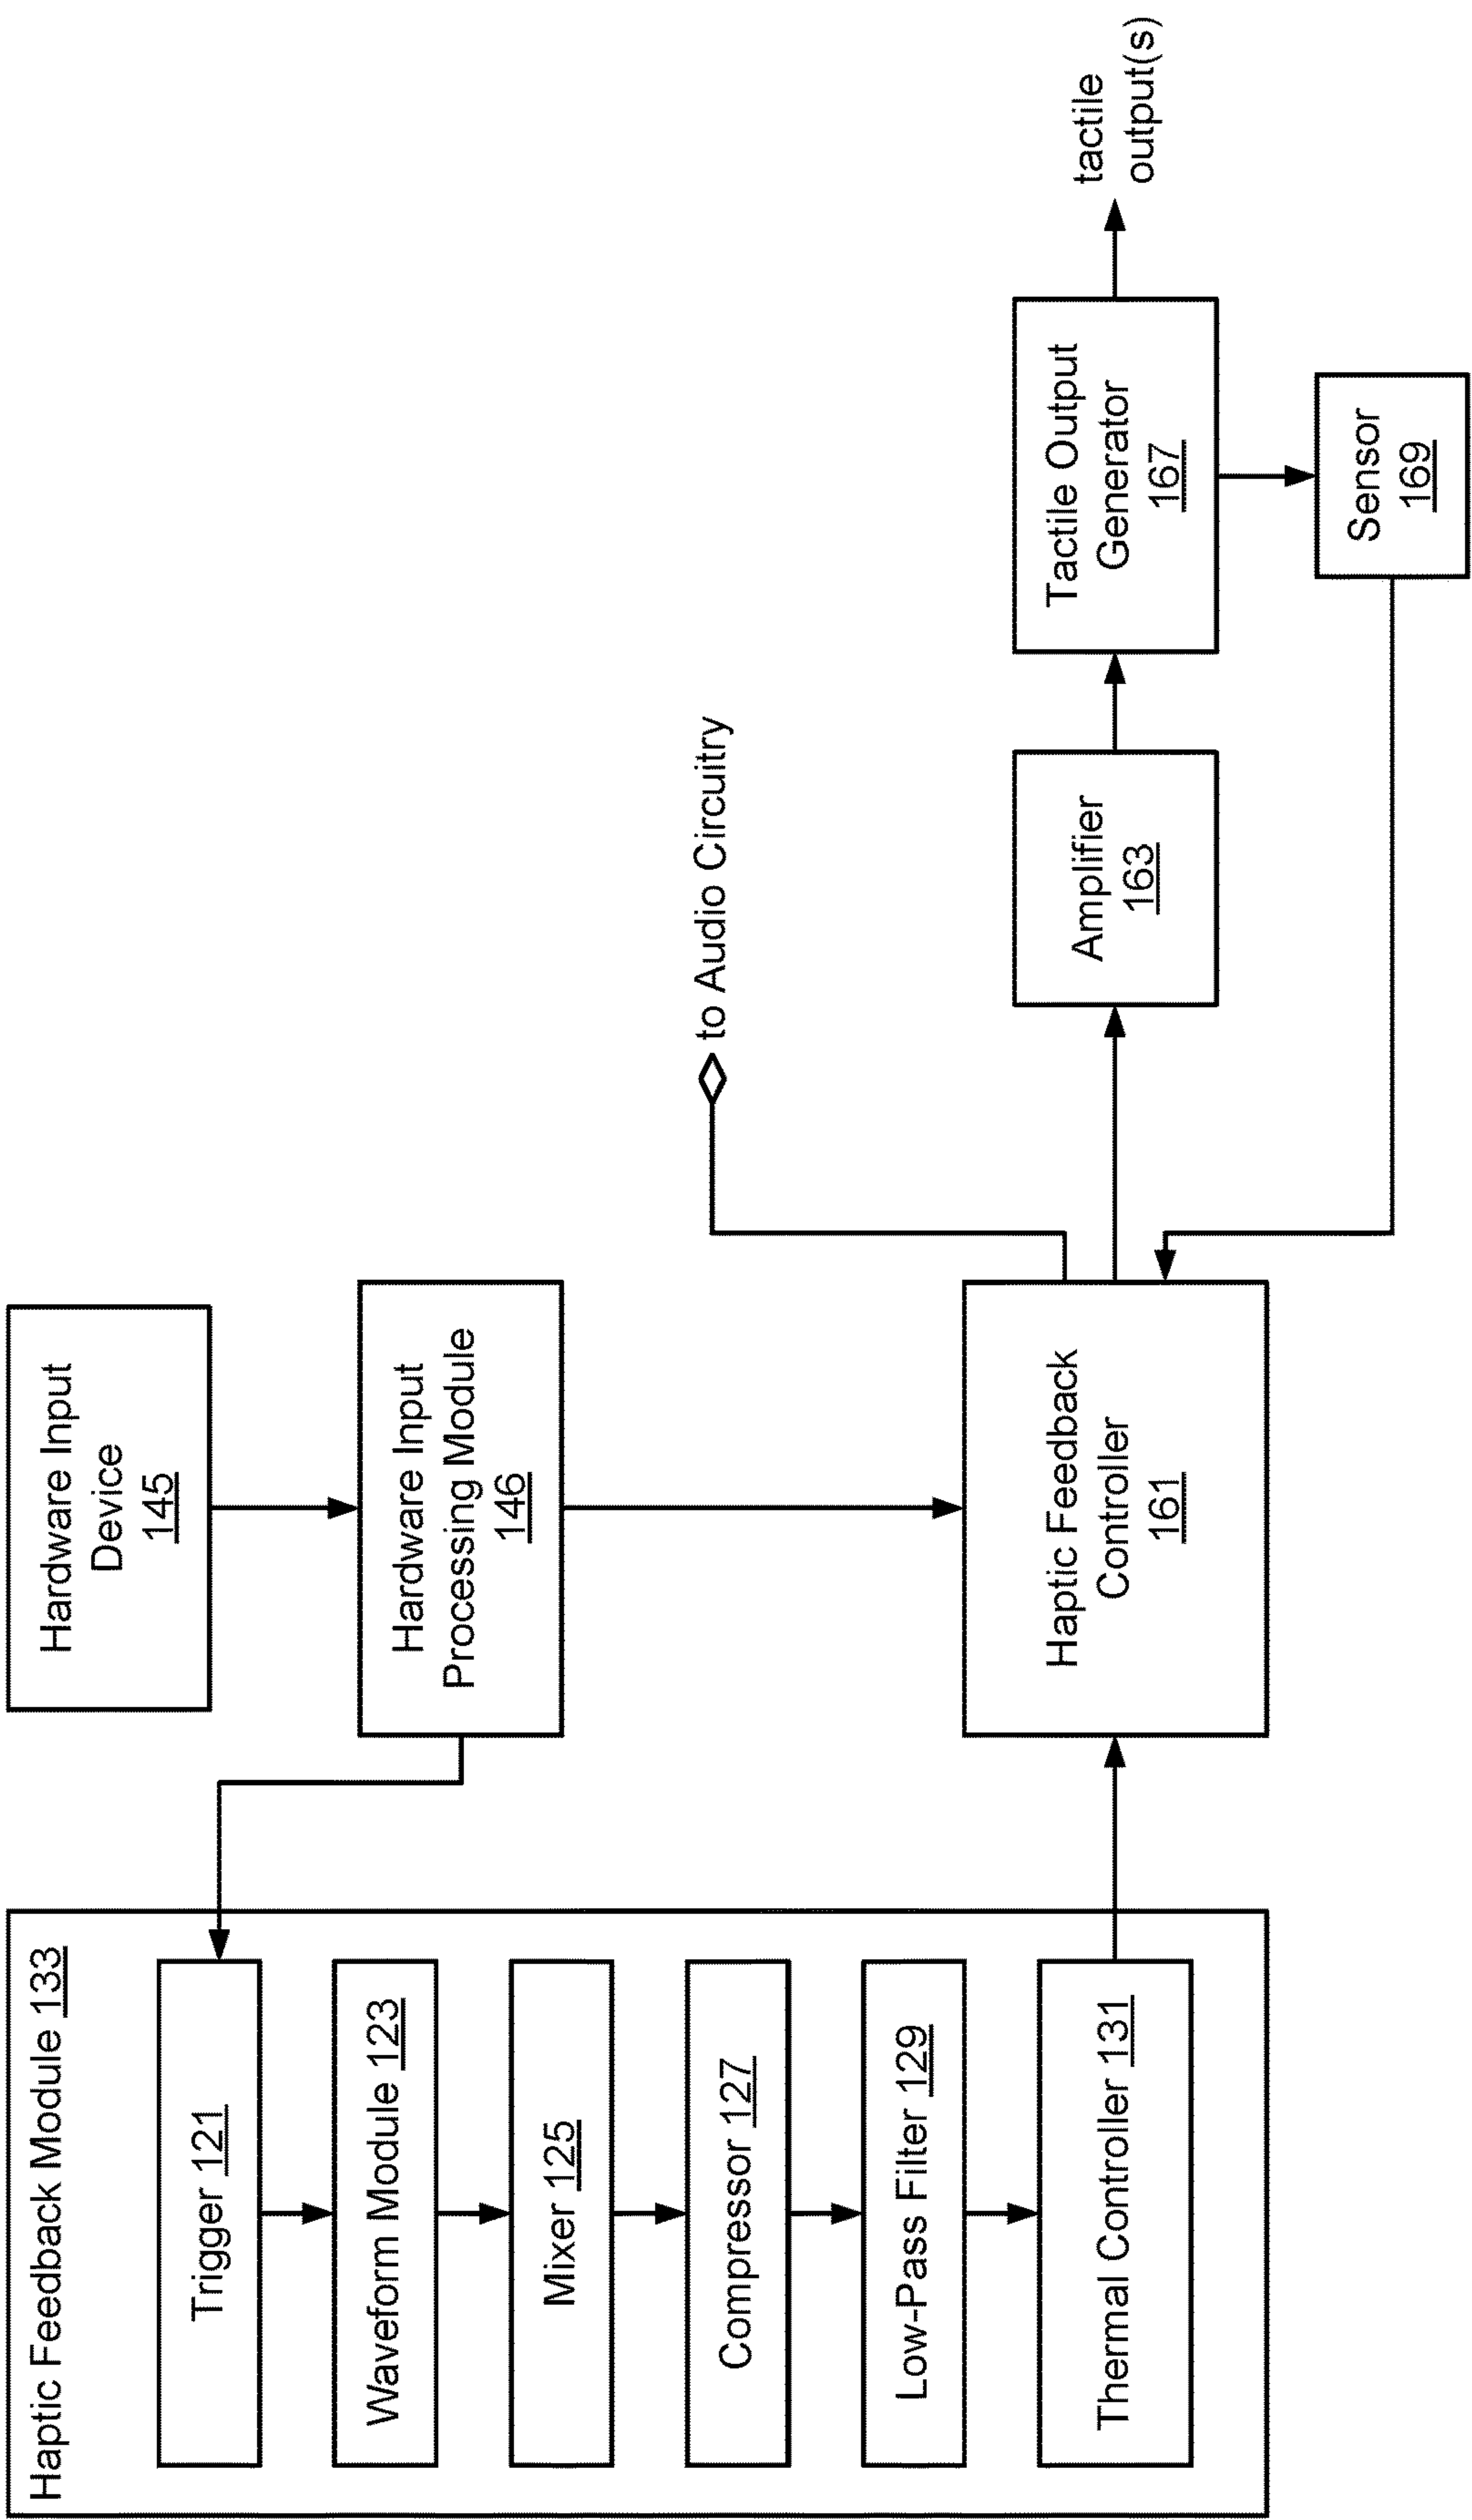 Haptic Feedback Module 133
Trigger 121
Waveform Module 123
Mixer 125
Compressor 127
Low-Pass Filter 129
Thermal Controller 131
Hardware Input
Device
145
Hardware Input
Processing Module
146
Haptic Feedback
Controller
161
to Audio Circuitry
Amplifier
163
Tactile Output
Generator
167
Sensor
169
tactile
output(s)